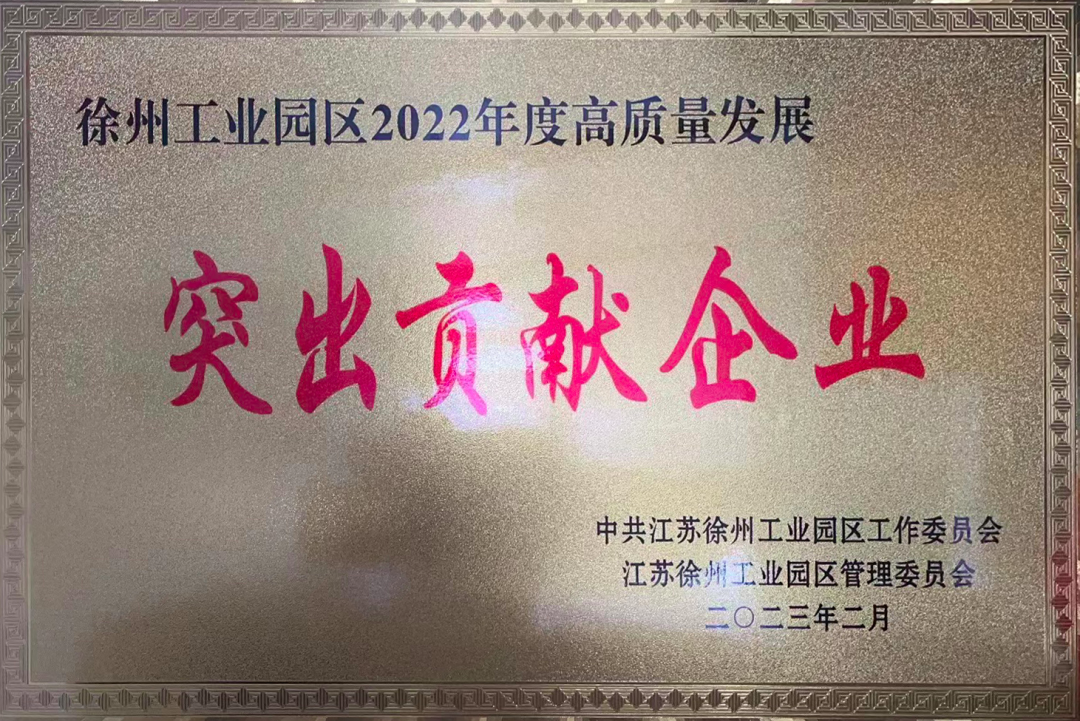 徐州工业园区2022年度高质量发展
突出贡献企业
中共江苏徐州工业园区工作委员会
江苏徐州工业园区管理委员会
二〇二三年二月